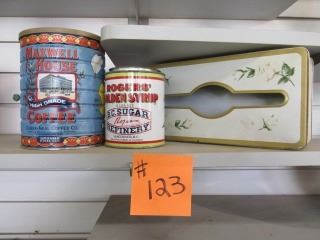 MAXWELL
HOUSE
HIGH GRADE
COFFEE
ROGERS'
GOLDEN SYRUP
B.C. SUGAR
REFINERY
# 123